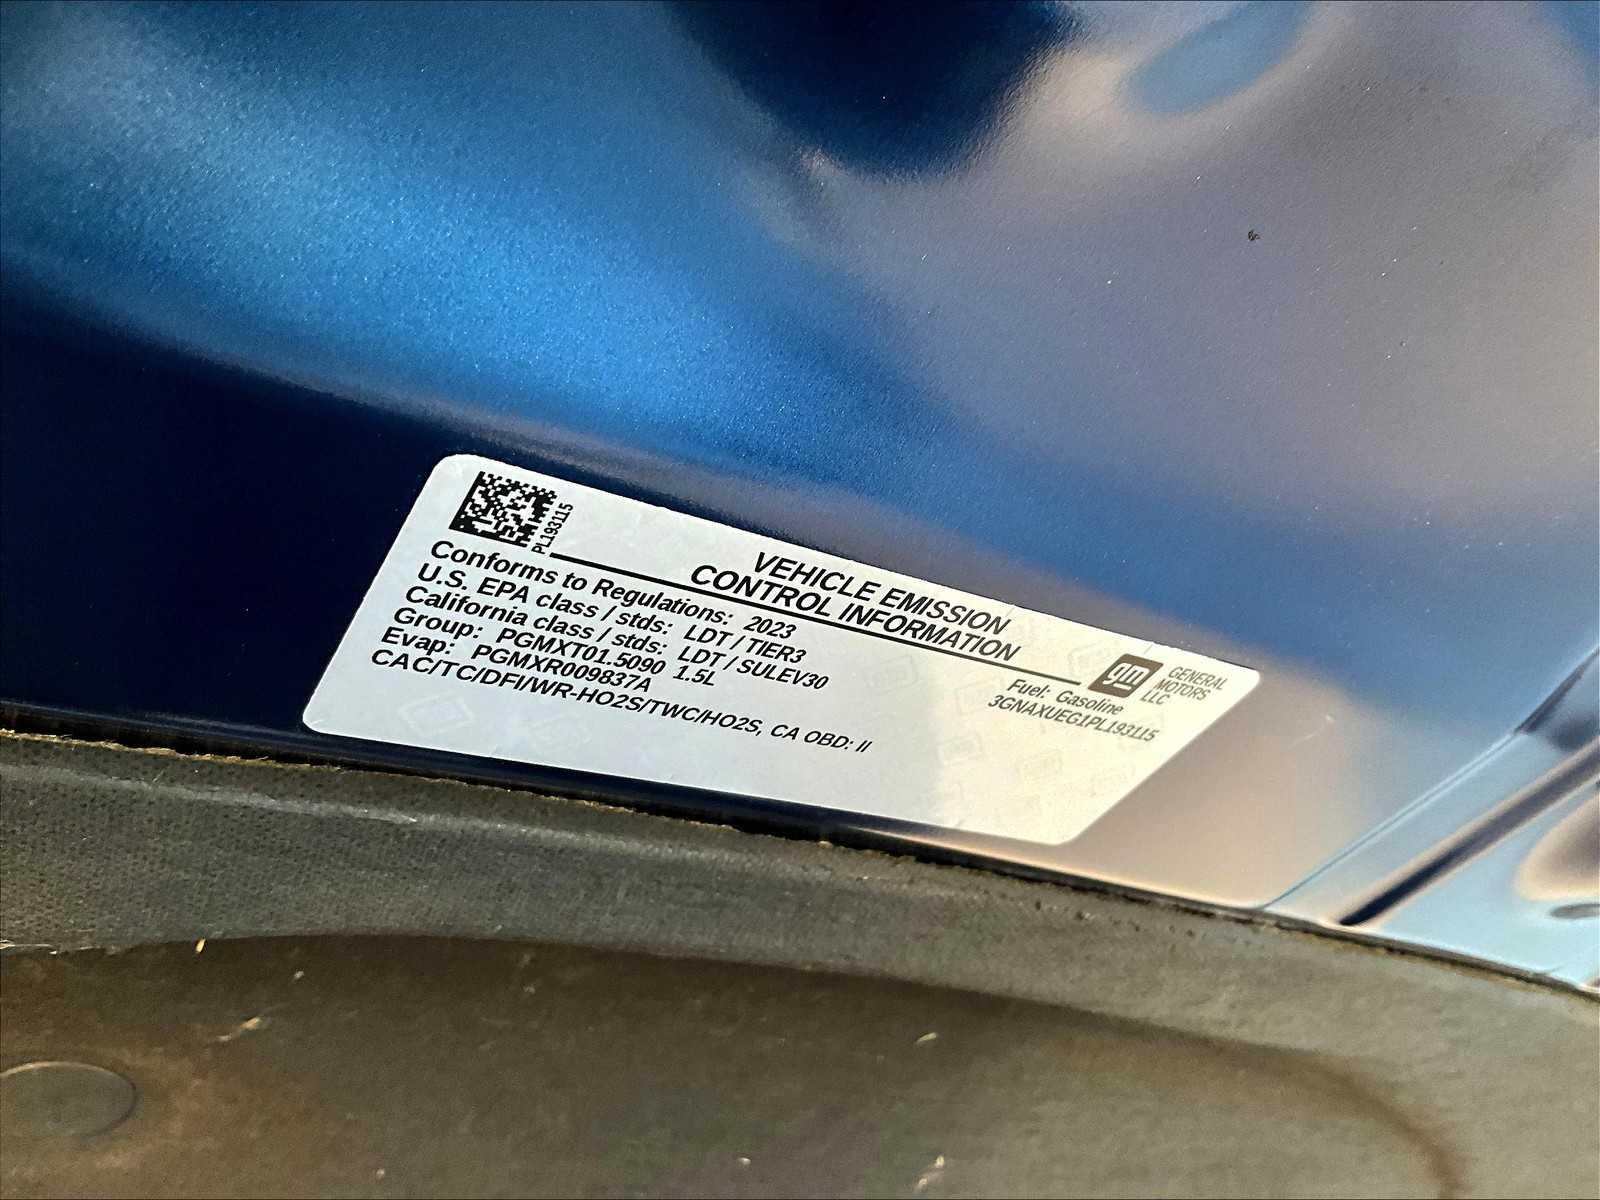 PL193115
VEHICLE EMISSION
CONTROL INFORMATION
Conforms to Regulations: 2023
U.S. EPA class / stds: LDT / TIER3
California class / stds: LDT / SULEV30
Group: PGMXT01.5090 1.5L
Evap: PGMXR009837A
CAC/TC/DFI/WR-HO2S/TWC/HO2S, CA OBD: II
gm
GENERAL
MOTORS
LLC
Fuel: Gasoline
3GNAXUEG1PL193115